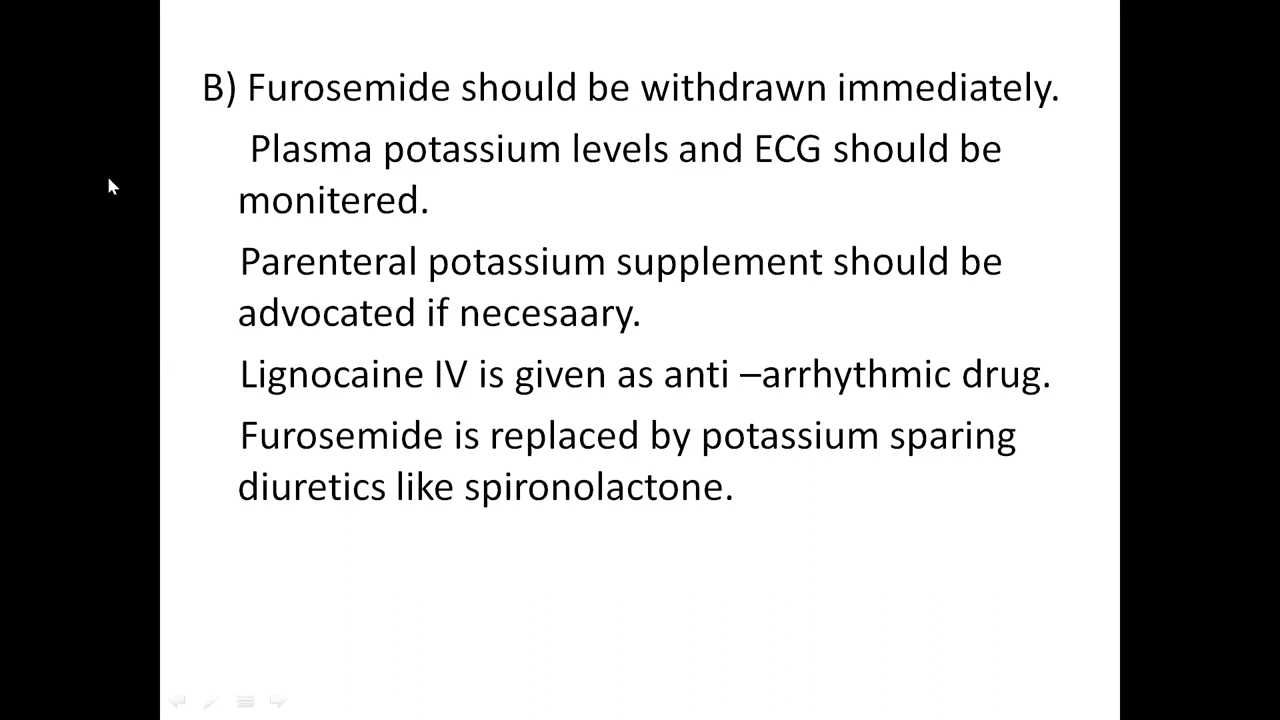 B) Furosemide should be withdrawn immediately.
Plasma potassium levels and ECG should be
monitered.
Parenteral potassium supplement should be
advocated if necesaary.
Lignocaine IV is given as anti –arrhythmic drug.
Furosemide is replaced by potassium sparing
diuretics like spironolactone.